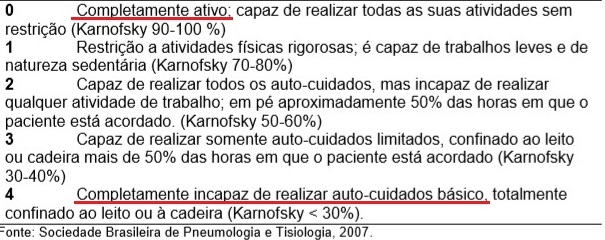 0 Completamente ativo; capaz de realizar todas as suas atividades sem
restrição (Karnofsky 90-100 %)
1 Restrição a atividades físicas rigorosas; é capaz de trabalhos leves e de
natureza sedentária (Karnofsky 70-80%)
2 Capaz de realizar todos os auto-cuidados, mas incapaz de realizar
qualquer atividade de trabalho; em pé aproximadamente 50% das horas em que o
paciente está acordado. (Karnofsky 50-60%)
3 Capaz de realizar somente auto-cuidados limitados, confinado ao leito
ou cadeira mais de 50% das horas em que o paciente está acordado (Karnofsky
30-40%)
4 Completamente incapaz de realizar auto-cuidados básico, totalmente
confinado ao leito ou à cadeira (Karnofsky < 30%).
Fonte: Sociedade Brasileira de Pneumologia e Tisiologia, 2007.